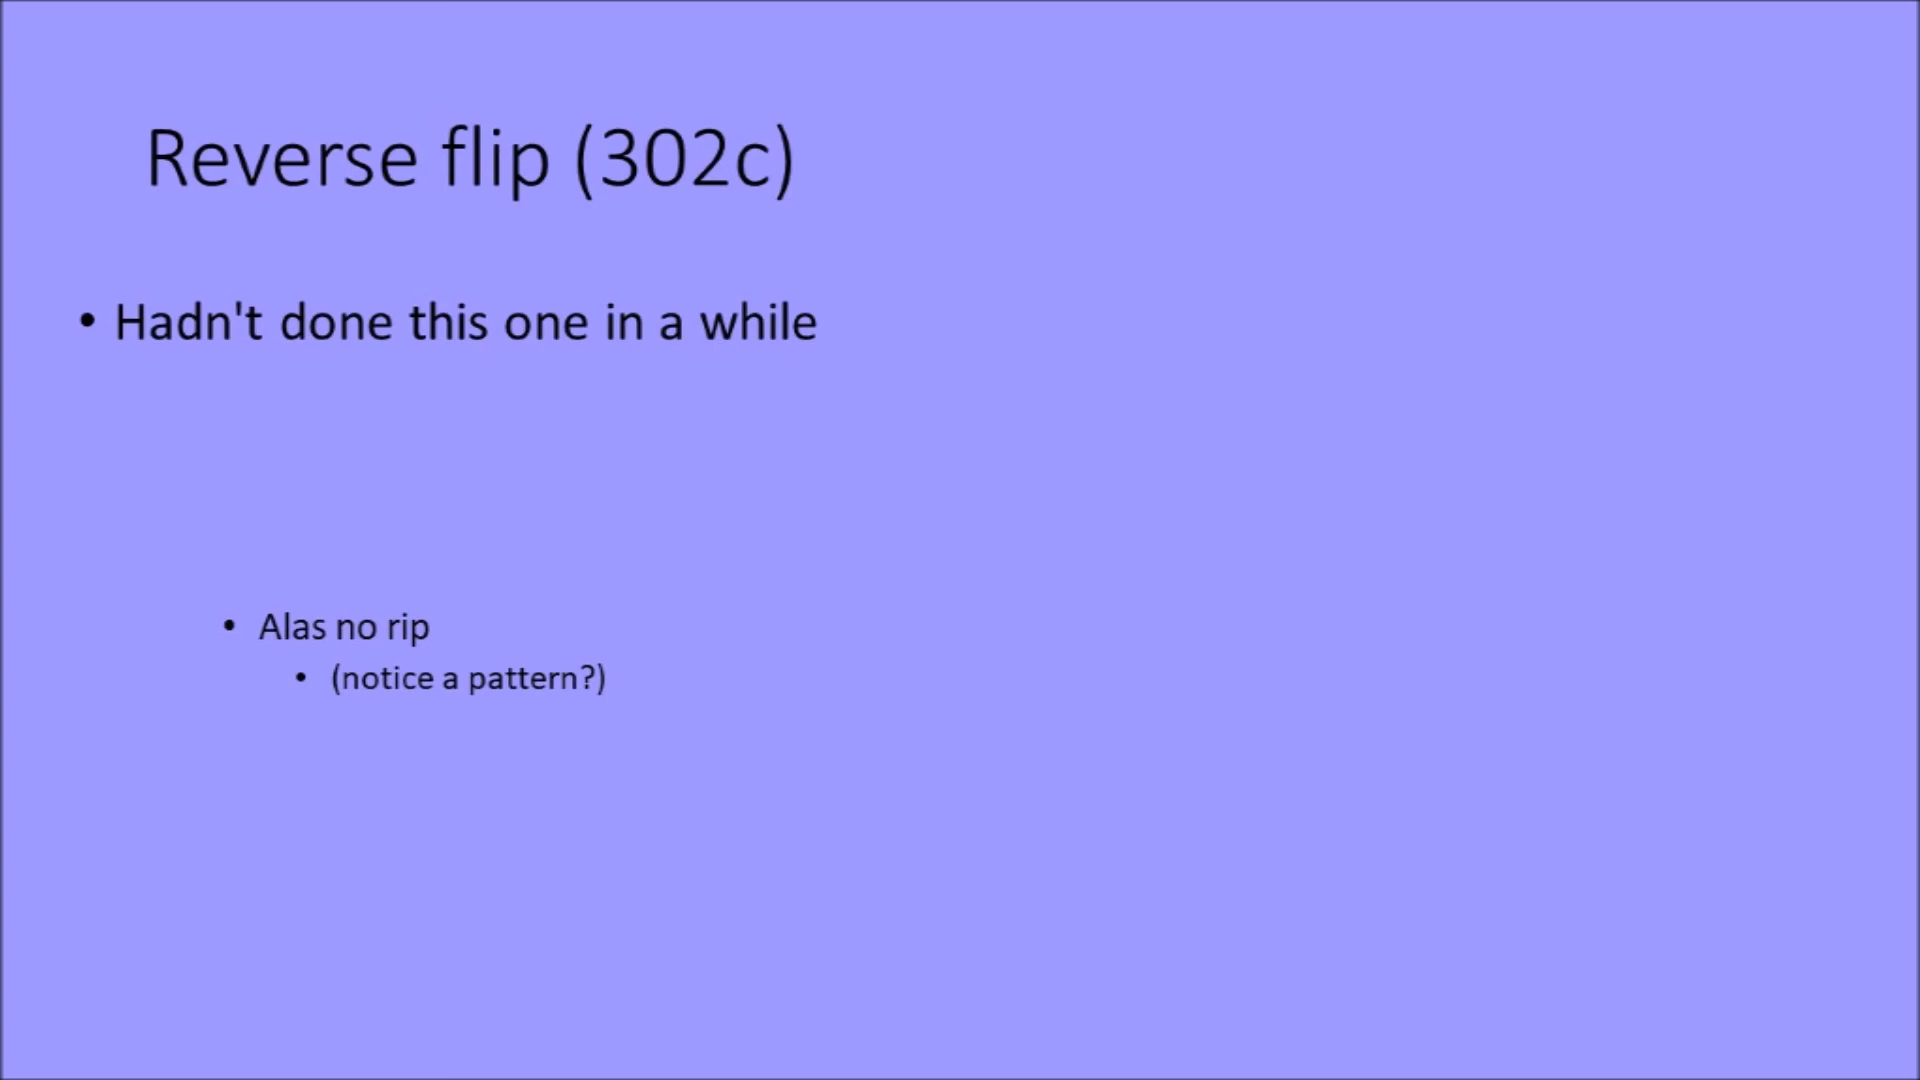 Reverse flip (302c)
• Hadn't done this one in a while
• Alas no rip
• (notice a pattern?)